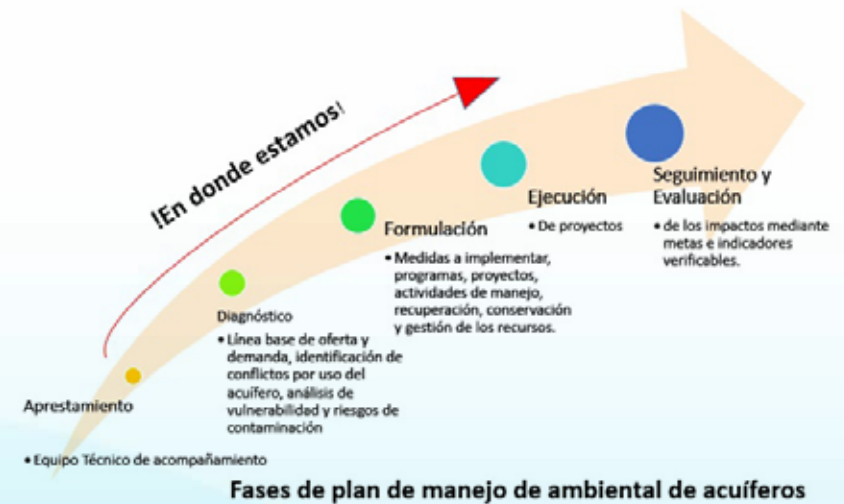 !En donde estamos!
Aprestamiento
• Equipo Técnico de acompañamiento
Diagnóstico
• Línea base de oferta y
demanda, identificación de
conflictos por uso del
acuífero, análisis de
vulnerabilidad y riesgos de
contaminación
Formulación
• Medidas a implementar,
programas, proyectos,
actividades de manejo,
recuperación, conservación
y gestión de los recursos.
Ejecución
• De proyectos
Seguimiento y
Evaluación
• de los impactos mediante
metas e indicadores
verificables.
Fases de plan de manejo de ambiental de acuíferos